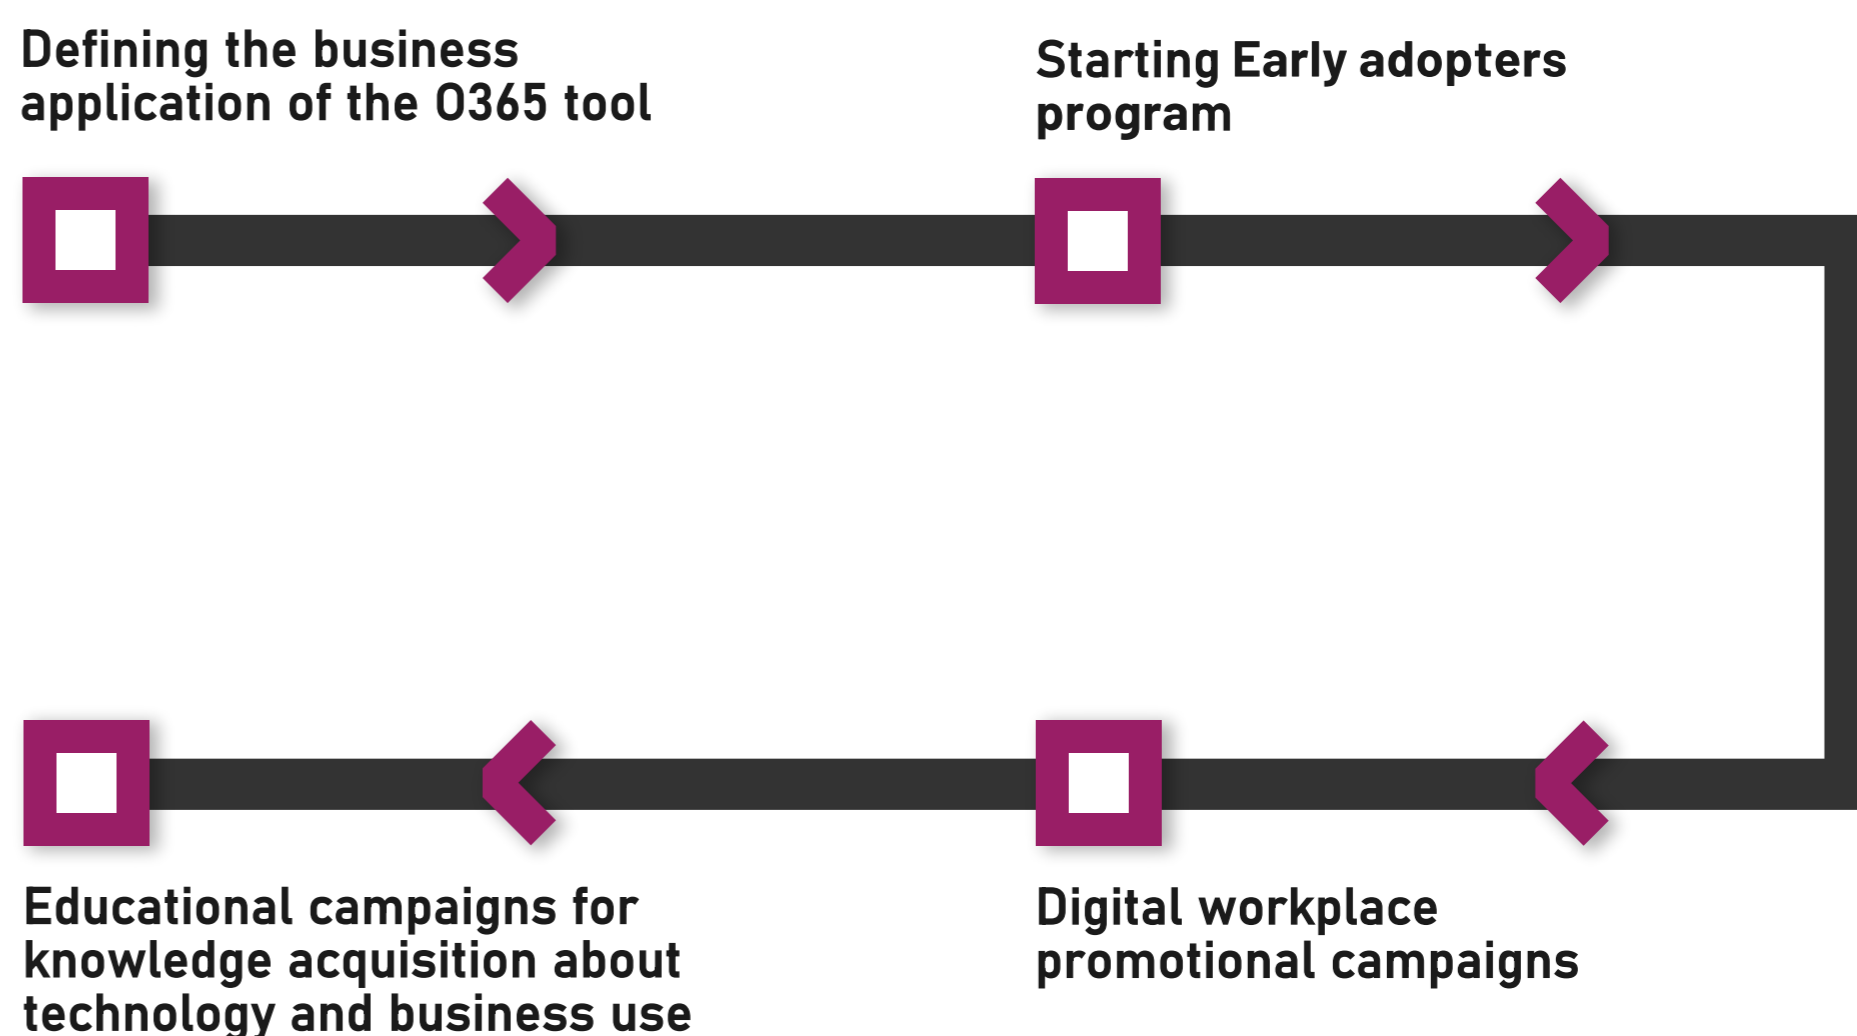 Defining the business
application of the O365 tool
Starting Early adopters
program
Educational campaigns for
knowledge acquisition about
technology and business use
Digital workplace
promotional campaigns